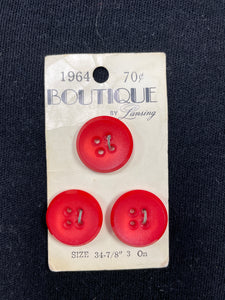 1964 70¢
BOUTIQUE
BY Lansing
SIZE 34-7/8" 3 On